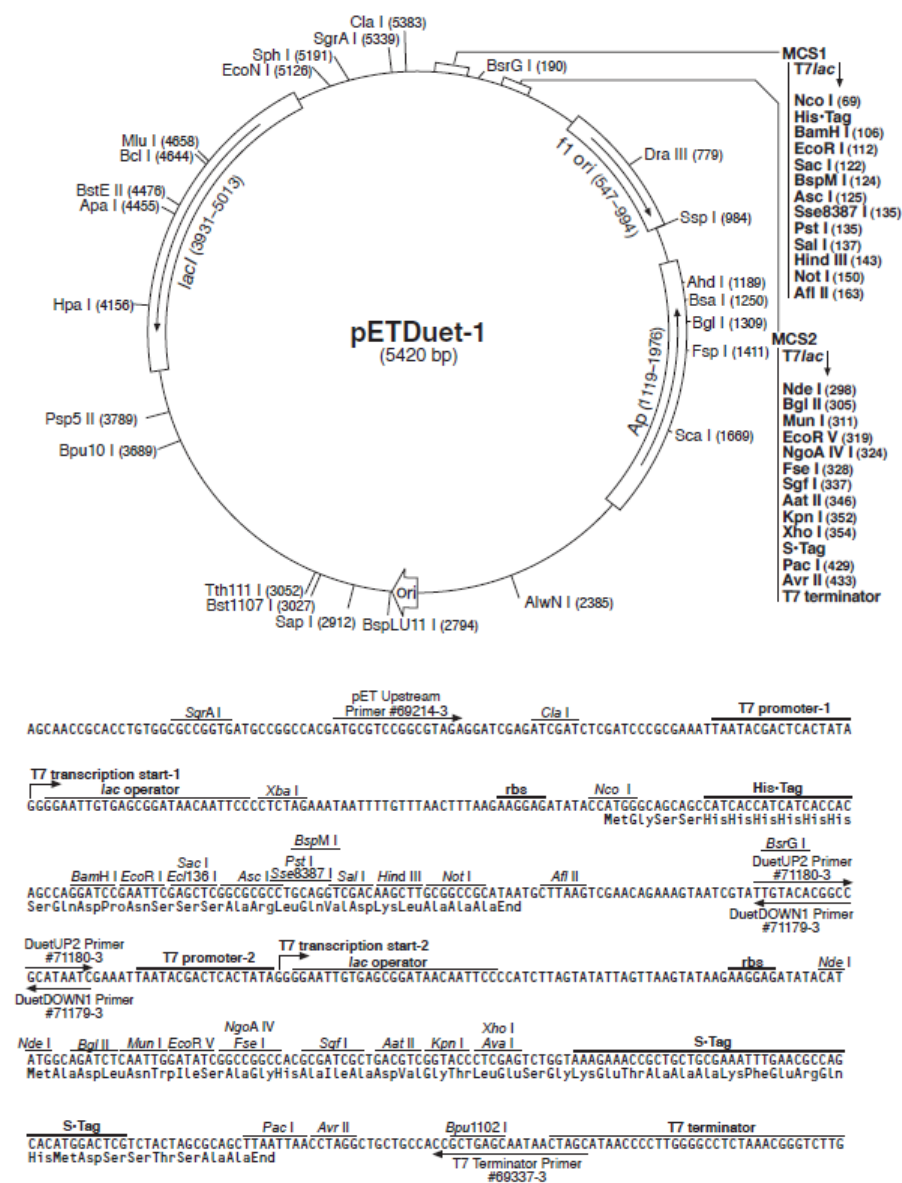 Cla I (5383)
SgrA I (5339)
Sph I (5191)
EcoN I (5126)
Mlu I (4658)
Bcl I (4644)
BstE II (4476)
Apa I (4455)
Hpa I (4156)
Psp5 II (3789)
Bpu10 I (3689)
Tth111 I (3052)
Bst1107 I (3027)
Sap I (2912)
BspLU11 I (2794)
Ori
AlwN I (2385)
BsrG I (190)
Dra III (779)
Ssp I (984)
Ahd I (1189)
Bsa I (1250)
Bgl I (1309)
Fsp I (1411)
Sca I (1669)
lacI (3931–5013)
f1 ori (547–994)
Ap (1119–1976)
pETDuet-1
(5420 bp)
MCS1
T7lac
Nco I (69)
His•Tag
BamH I (106)
EcoR I (112)
Sac I (122)
BspM I (124)
Asc I (125)
Sse8387 I (135)
Pst I (135)
Sal I (137)
Hind III (143)
Not I (150)
Afl II (163)
MCS2
T7lac
Nde I (298)
Bgl II (305)
Mun I (311)
EcoR V (319)
NgoA IV I (324)
Fse I (328)
Sgf I (337)
Aat II (346)
Kpn I (352)
Xho I (354)
S•Tag
Pac I (429)
Avr II (433)
T7 terminator
pET Upstream
SgrA I Primer #69214-3 Cla I T7 promoter-1
AGCAACCGCACCTGTGGCGCCGGTGATGCCGGCCACGATGCGTCCGGCGTAGAGGATCGAGATCGATCTCGATCCCGCGAAATTAATACGACTCACTATA
T7 transcription start-1
lac operator Xba I rbs Nco I His•Tag
GGGGAATTGTGAGCGGATAACAATTCCCCTCTAGAAATAATTTTGTTTAACTTTAAGAAGGAGATATACCATGGGCAGCAGCCATCACCATCATCACCAC
MetGlySerSerHisHisHisHisHisHis
BspM I
Sac I Pst I BsrG I
BamH I EcoR I Ecl136 I Asc I Sse8387 I Sal I Hind III Not I Afl II DuetUP2 Primer
#71180-3
AGCCAGGATCCGAATTCGAGCTCGGCGCGCCTGCAGGTCGACAAGCTTGCGGCCGCATAATGCTTAAGTCGAACAGAAAGTAATCGTATTGTACACGGCC
SerGlnAspProAsnSerSerSerAlaArgLeuGlnValAspLysLeuAlaAlaAlaEnd
DuetDOWN1 Primer
#71179-3
DuetUP2 Primer
#71180-3 T7 promoter-2 T7 transcription start-2
lac operator rbs Nde I
GCATAATCGAAATTAATACGACTCACTATAGGGGAATTGTGAGCGGATAACAATTCCCCATCTTAGTATATTAGTTAAGTATAAGAAGGAGATATACAT
DuetDOWN1 Primer
#71179-3
NgoA IV Xho I
Nde I Bgl II Mun I EcoR V Fse I Sgf I Aat II Kpn I Ava I S•Tag
ATGGCAGATCTCAATTGGATATCGGCCGGCCACGCGATCGCTGACGTCGGTACCCTCGAGTCTGGTAAAGAAACCGCTGCTGCGAAATTTGAACGCCAG
MetAlaAspLeuAsnTrpIleSerAlaGlyHisAlaIleAlaAspValGlyThrLeuGluSerGlyLysGluThrAlaAlaAlaLysPheGluArgGln
S•Tag Pac I Avr II Bpu1102 I T7 terminator
CACATGGACTCGTCTACTAGCGCAGCTTAATTAACCTAGGCTGCTGCCACCGCTGAGCAATAACTAGCATAACCCCTTGGGGCCTCTAAACGGGTCTTG
HisMetAspSerSerThrSerAlaAlaEnd
T7 Terminator Primer
#69337-3